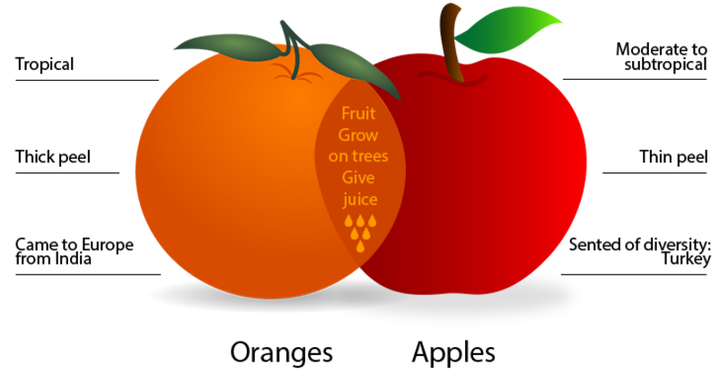 Tropical
Thick peel
Came to Europe
from India
Fruit
Grow
on trees
Give
juice
Moderate to
subtropical
Thin peel
Sented of diversity:
Turkey
Oranges
Apples